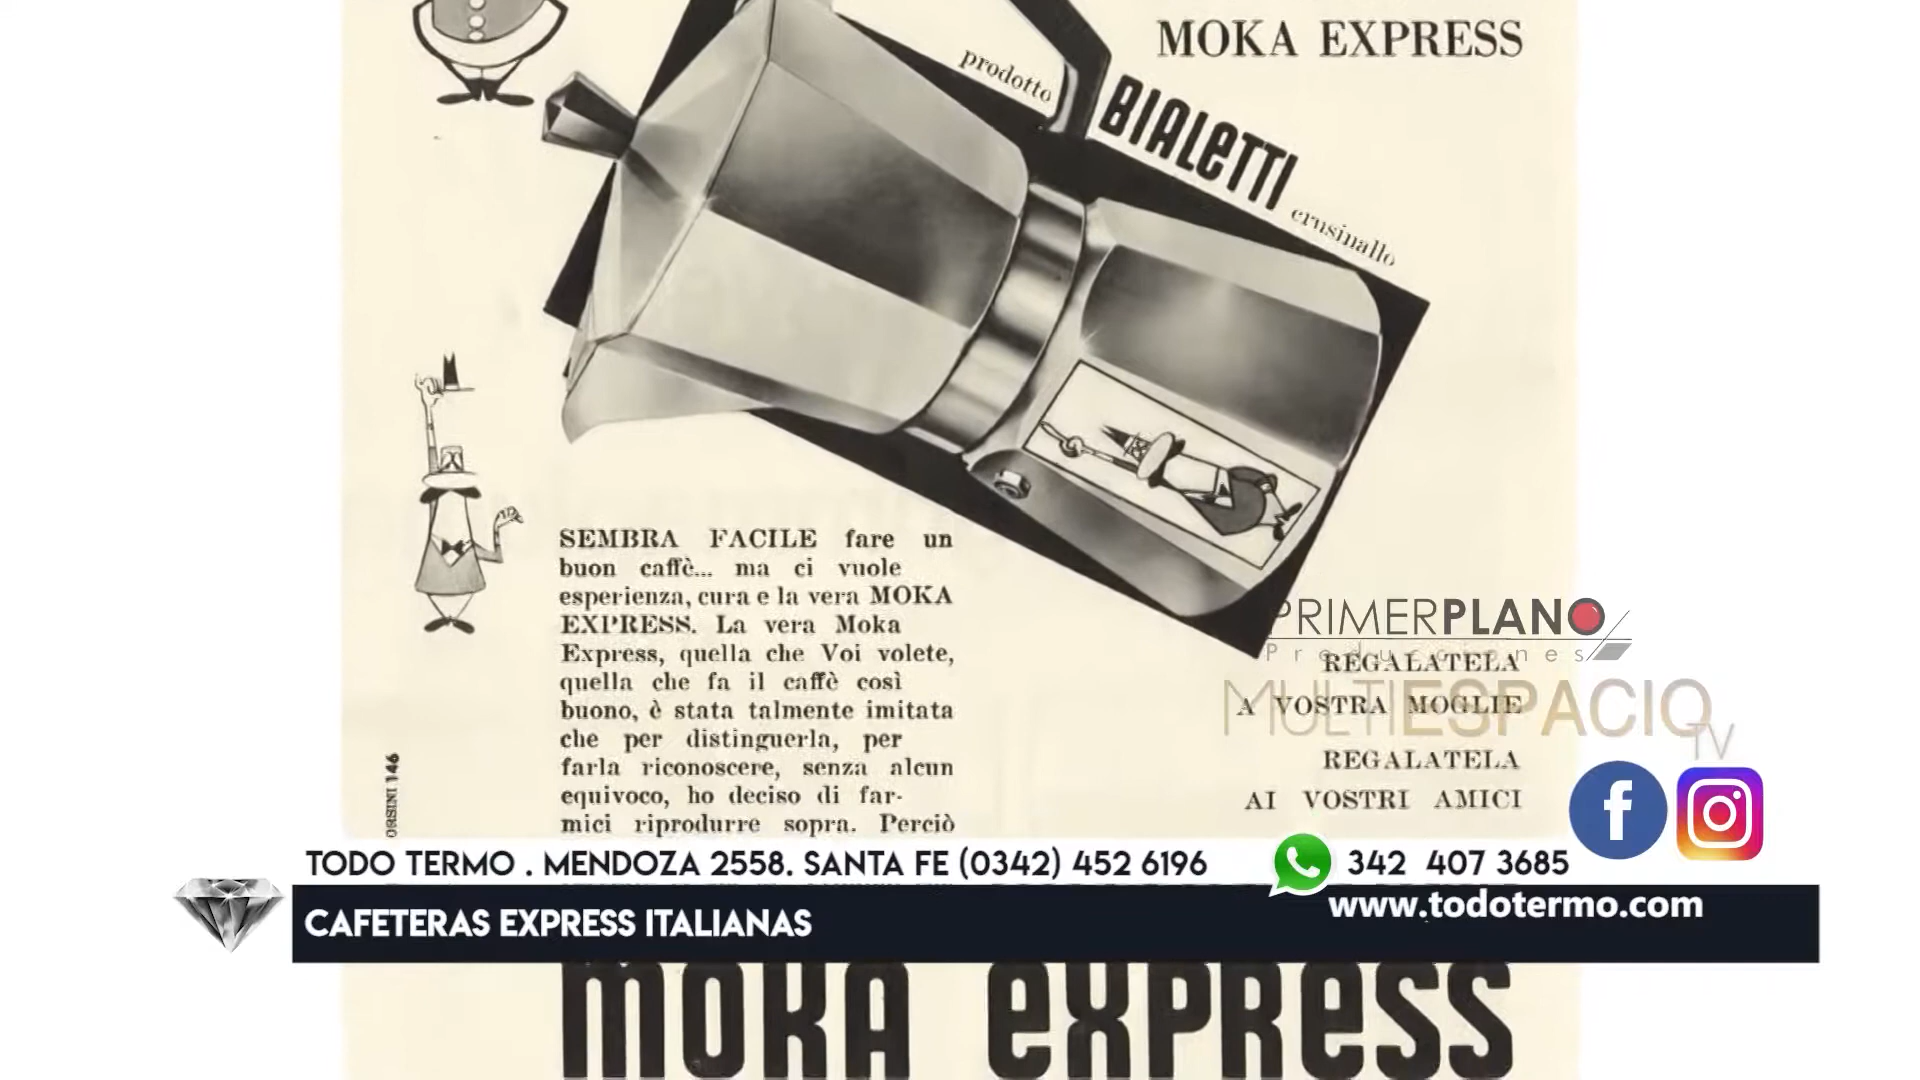 MOKA EXPRESS
prodotto
BIALETTI
crusinallo
SEMBRA FACILE fare un
buon caffè... ma ci vuole
esperienza, cura e la vera MOKA
EXPRESS. La vera Moka
Express, quella che Voi volete,
quella che fa il caffè così
buono, è stata talmente imitata
che per distinguerla, per
farla riconoscere, senza alcun
equivoco, ho deciso di far-
mici riprodurre sopra. Perciò
ORSINI 146
PRIMERPLANO
Producciones
REGALATELA
A VOSTRA MOGLIE
MULTIESPACIO
TV
REGALATELA
AI VOSTRI AMICI
TODO TERMO . MENDOZA 2558. SANTA FE (0342) 452 6196
342 407 3685
CAFETERAS EXPRESS ITALIANAS
www.todotermo.com
MOKA EXPRESS